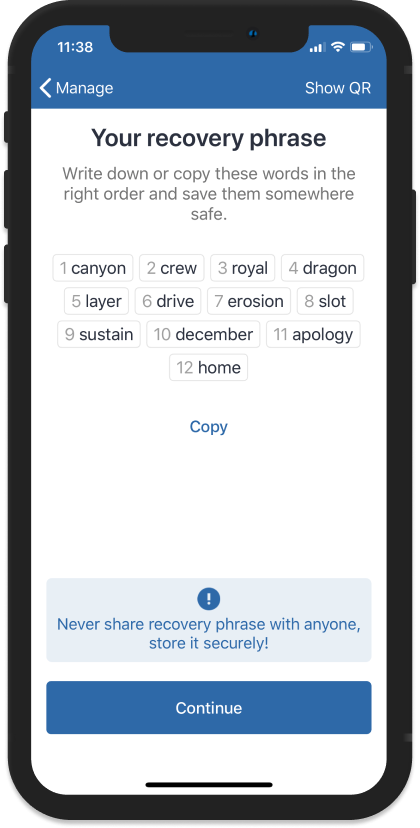 11:38
Manage Show QR
Your recovery phrase
Write down or copy these words in the
right order and save them somewhere
safe.
1 canyon 2 crew 3 royal 4 dragon
5 layer 6 drive 7 erosion 8 slot
9 sustain 10 december 11 apology
12 home
Copy
Never share recovery phrase with anyone,
store it securely!
Continue